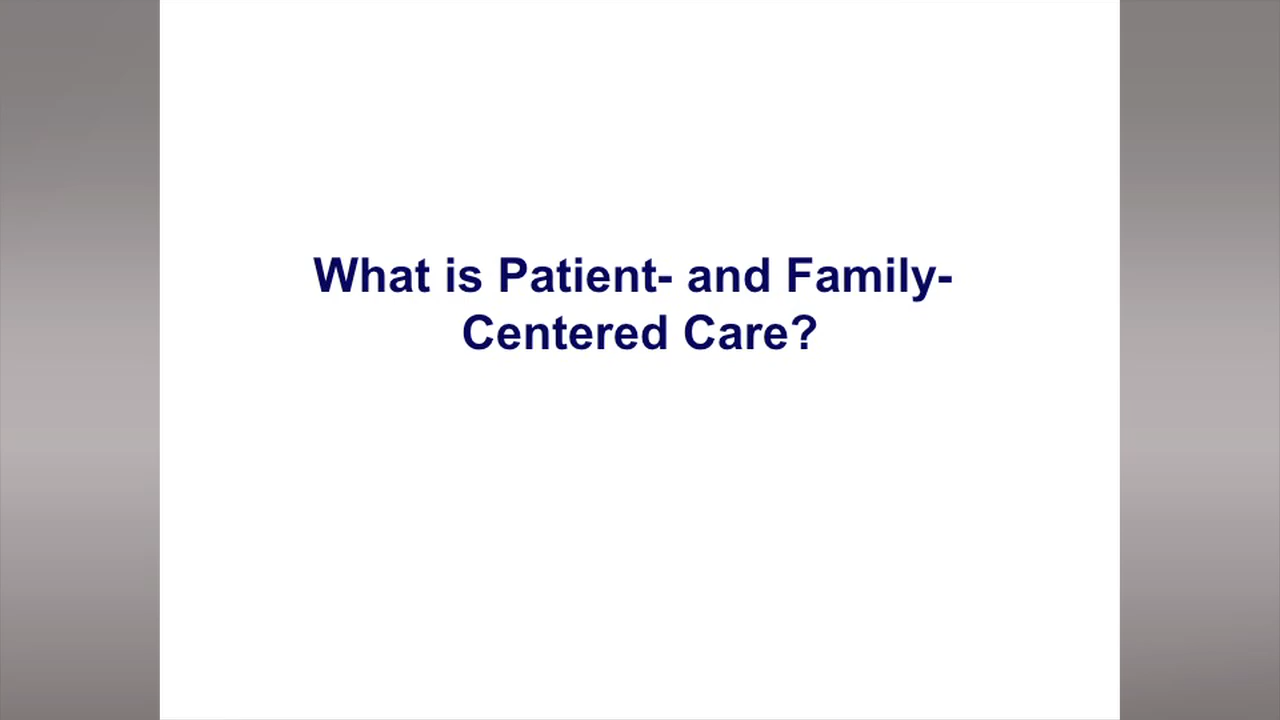 What is Patient- and Family-
Centered Care?